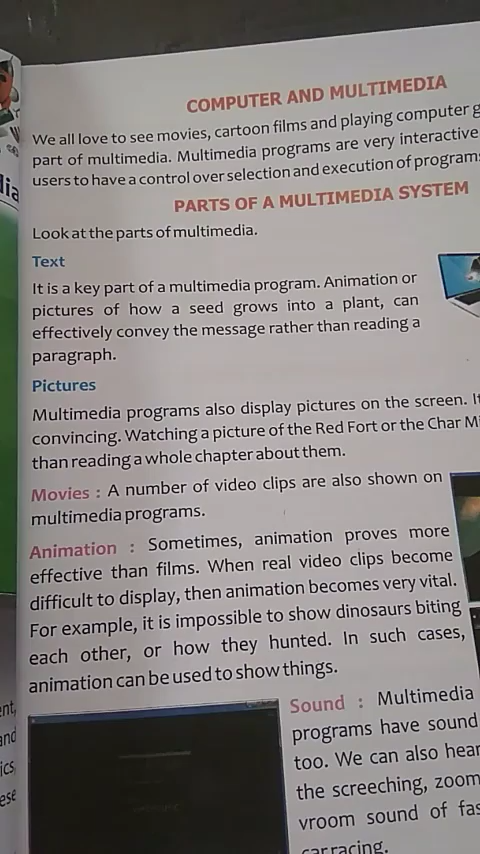 COMPUTER AND MULTIMEDIA
We all love to see movies, cartoon films and playing computer
part of multimedia. Multimedia programs are very interactive
users to have a control over selection and execution of program
PARTS OF A MULTIMEDIA SYSTEM
Look at the parts of multimedia.
Text
It is a key part of a multimedia program. Animation or
pictures of how a seed grows into a plant, can
effectively convey the message rather than reading a
paragraph.
Pictures
Multimedia programs also display pictures on the screen.
convincing. Watching a picture of the Red Fort or the Char
than reading a whole chapter about them.
Movies : A number of video clips are also shown on
multimedia programs.
Animation : Sometimes, animation proves more
effective than films. When real video clips become
difficult to display, then animation becomes very vital.
For example, it is impossible to show dinosaurs biting
each other, or how they hunted. In such cases,
animation can be used to show things.
Sound : Multimedia
programs have sound
too. We can also hear
the screeching, zoom
vroom sound of
car racing.